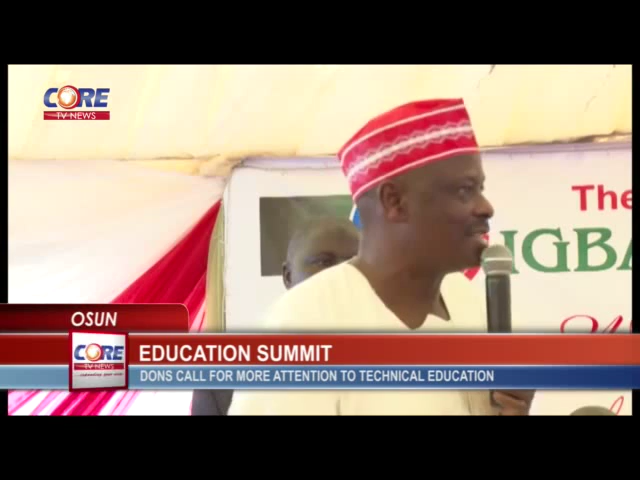 CORE
TV NEWS
The
IGBA
OSUN
CORE
TV NEWS
EDUCATION SUMMIT
DONS CALL FOR MORE ATTENTION TO TECHNICAL EDUCATION